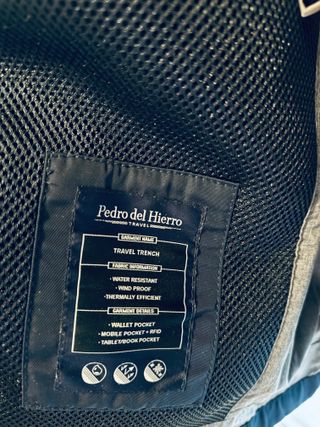 Pedro del Hierro
TRAVEL
GARMENT NAME
TRAVEL TRENCH
FABRIC INFORMATION
· WATER RESISTANT
· WIND PROOF
· THERMALLY EFFICIENT
GARMENT DETAILS
· WALLET POCKET
· MOBILE POCKET + RFID
· TABLET/BOOK POCKET